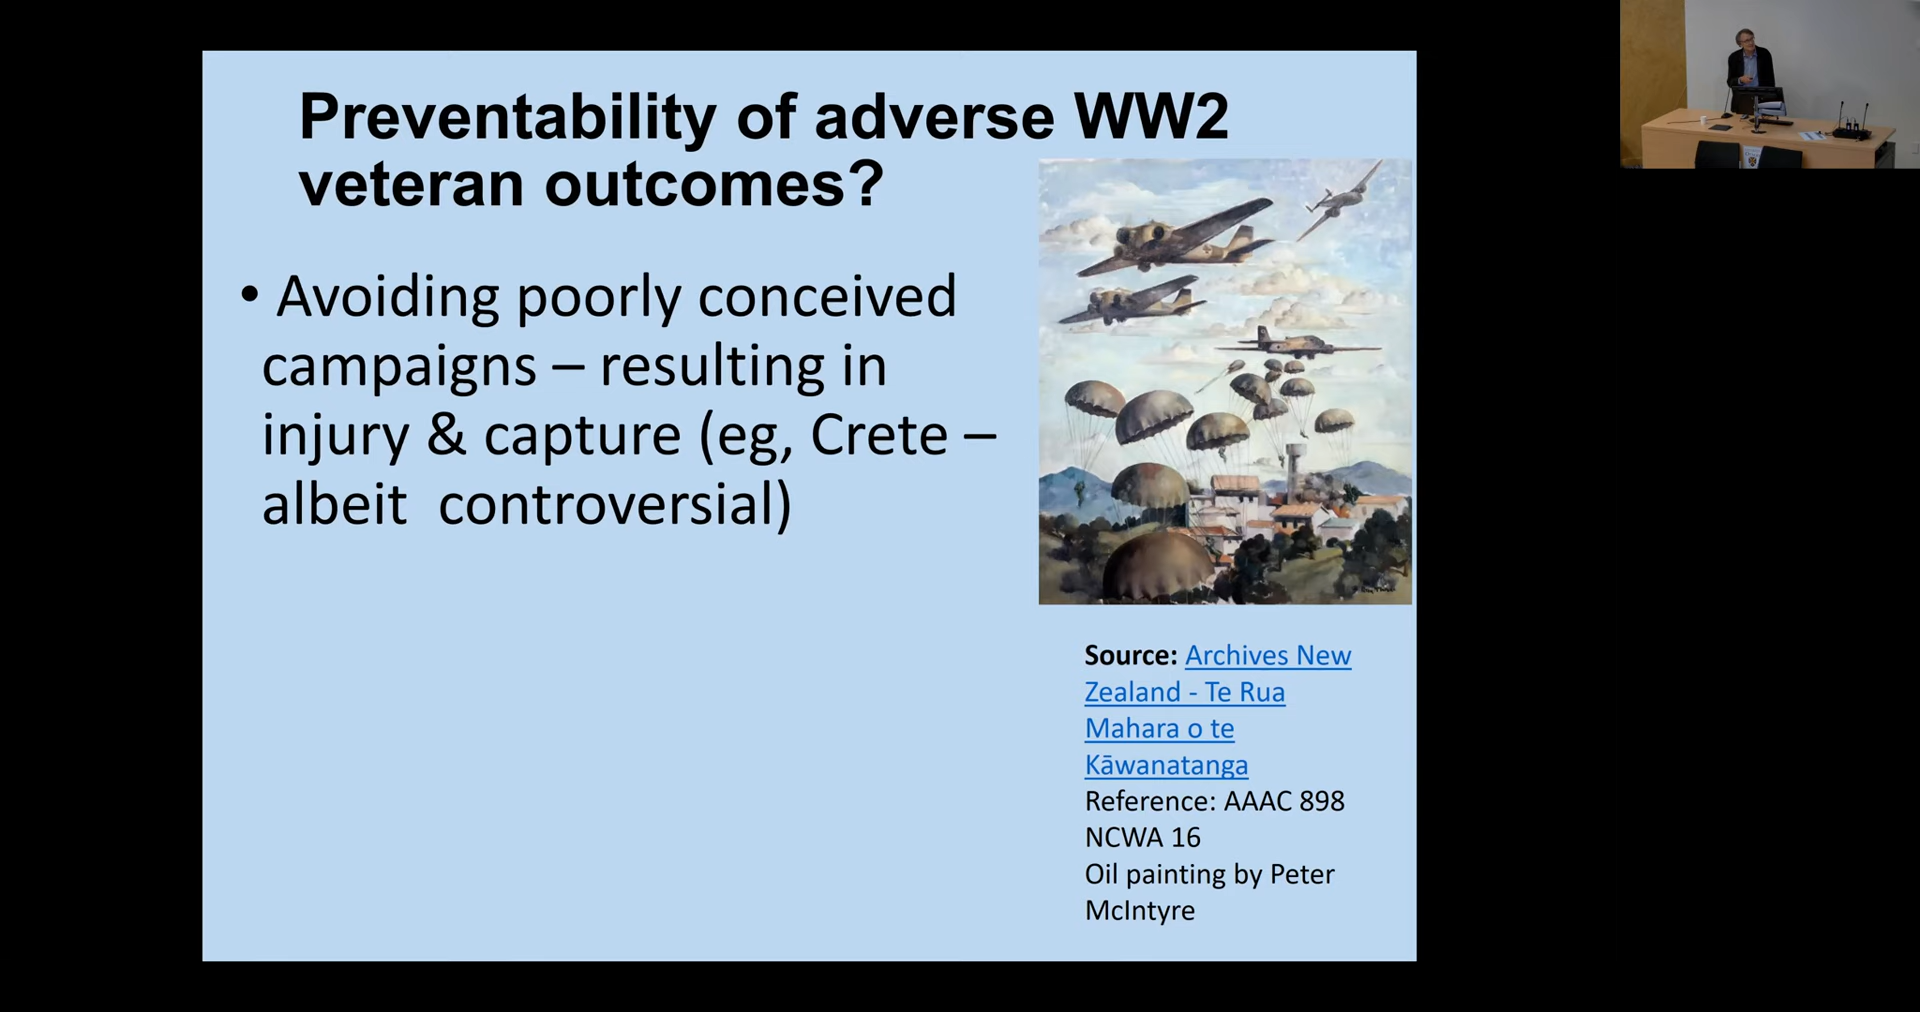 Preventability of adverse WW2
veteran outcomes?
• Avoiding poorly conceived
campaigns – resulting in
injury & capture (eg, Crete –
albeit  controversial)
Source: Archives New
Zealand - Te Rua
Mahara o te
Kāwanatanga
Reference: AAAC 898
NCWA 16
Oil painting by Peter
McIntyre